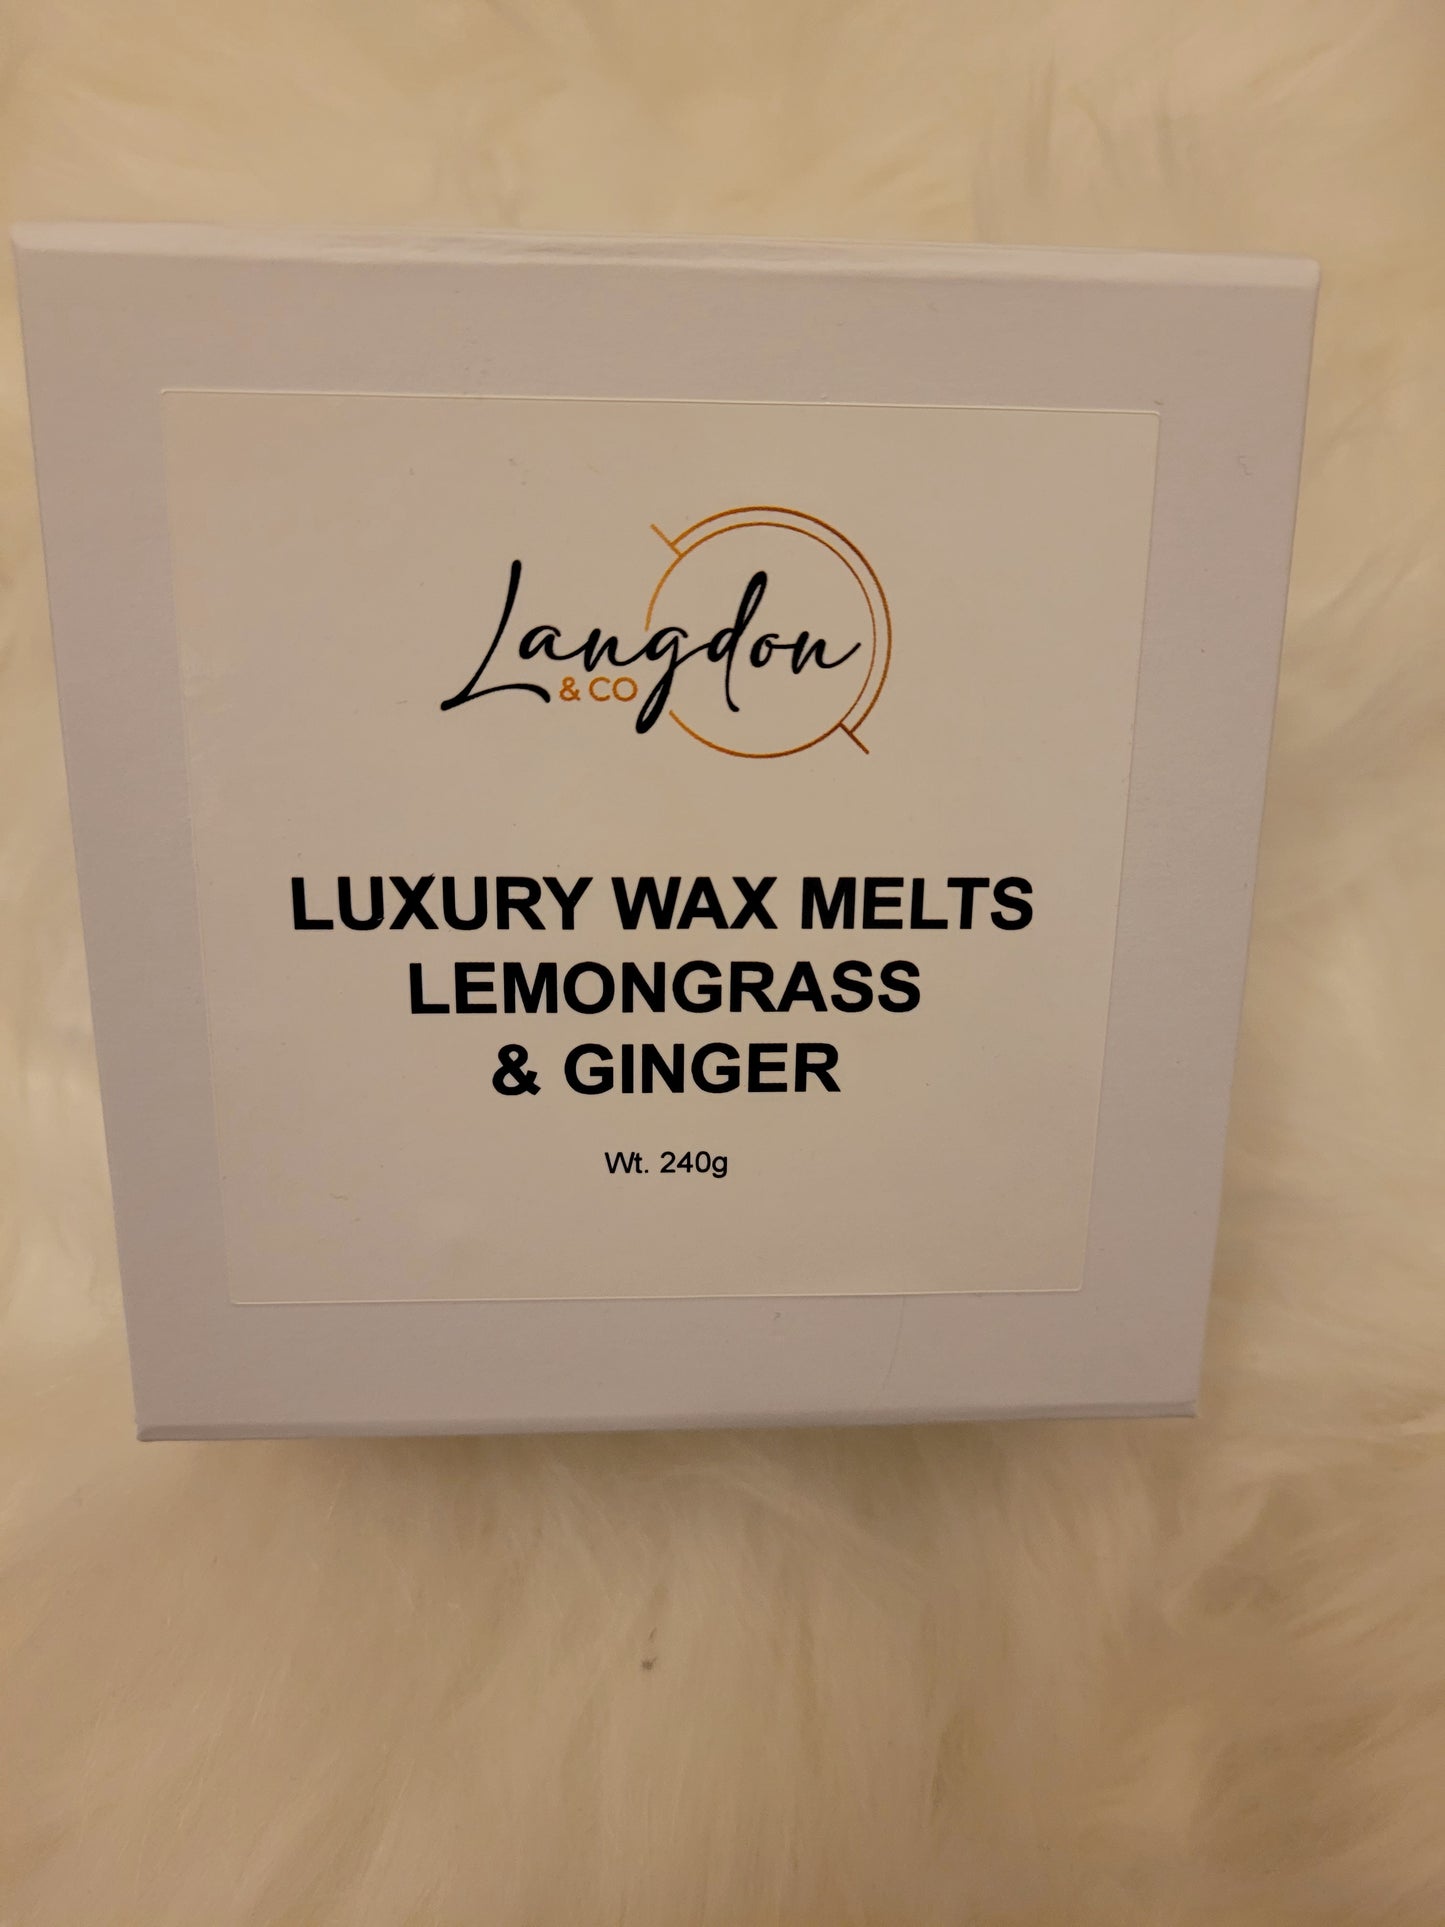 Langdon
& CO
LUXURY WAX MELTS
LEMONGRASS
& GINGER
Wt. 240g